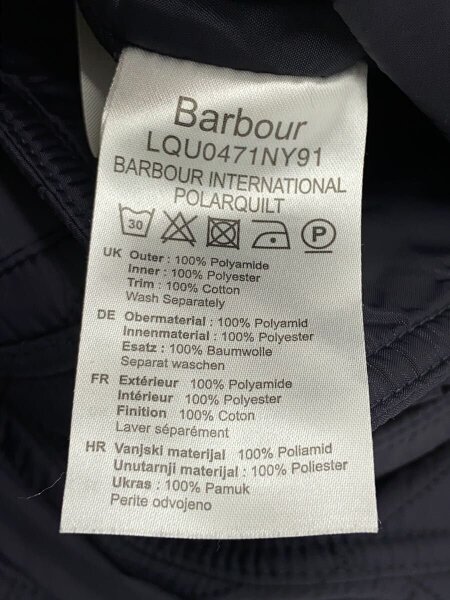 Barbour
LQU0471NY91
BARBOUR INTERNATIONAL
POLARQUILT
30 P
UK Outer : 100% Polyamide
Inner : 100% Polyester
Trim : 100% Cotton
Wash Separately
DE Obermaterial : 100% Polyamid
Innenmaterial : 100% Polyester
Esatz : 100% Baumwolle
Separat waschen
FR Extérieur : 100% Polyamide
Intérieur : 100% Polyester
Finition : 100% Coton
Laver séparément
HR Vanjski materijal : 100% Poliamid
Unutarnji materijal : 100% Poliester
Ukras : 100% Pamuk
Perite odvojeno